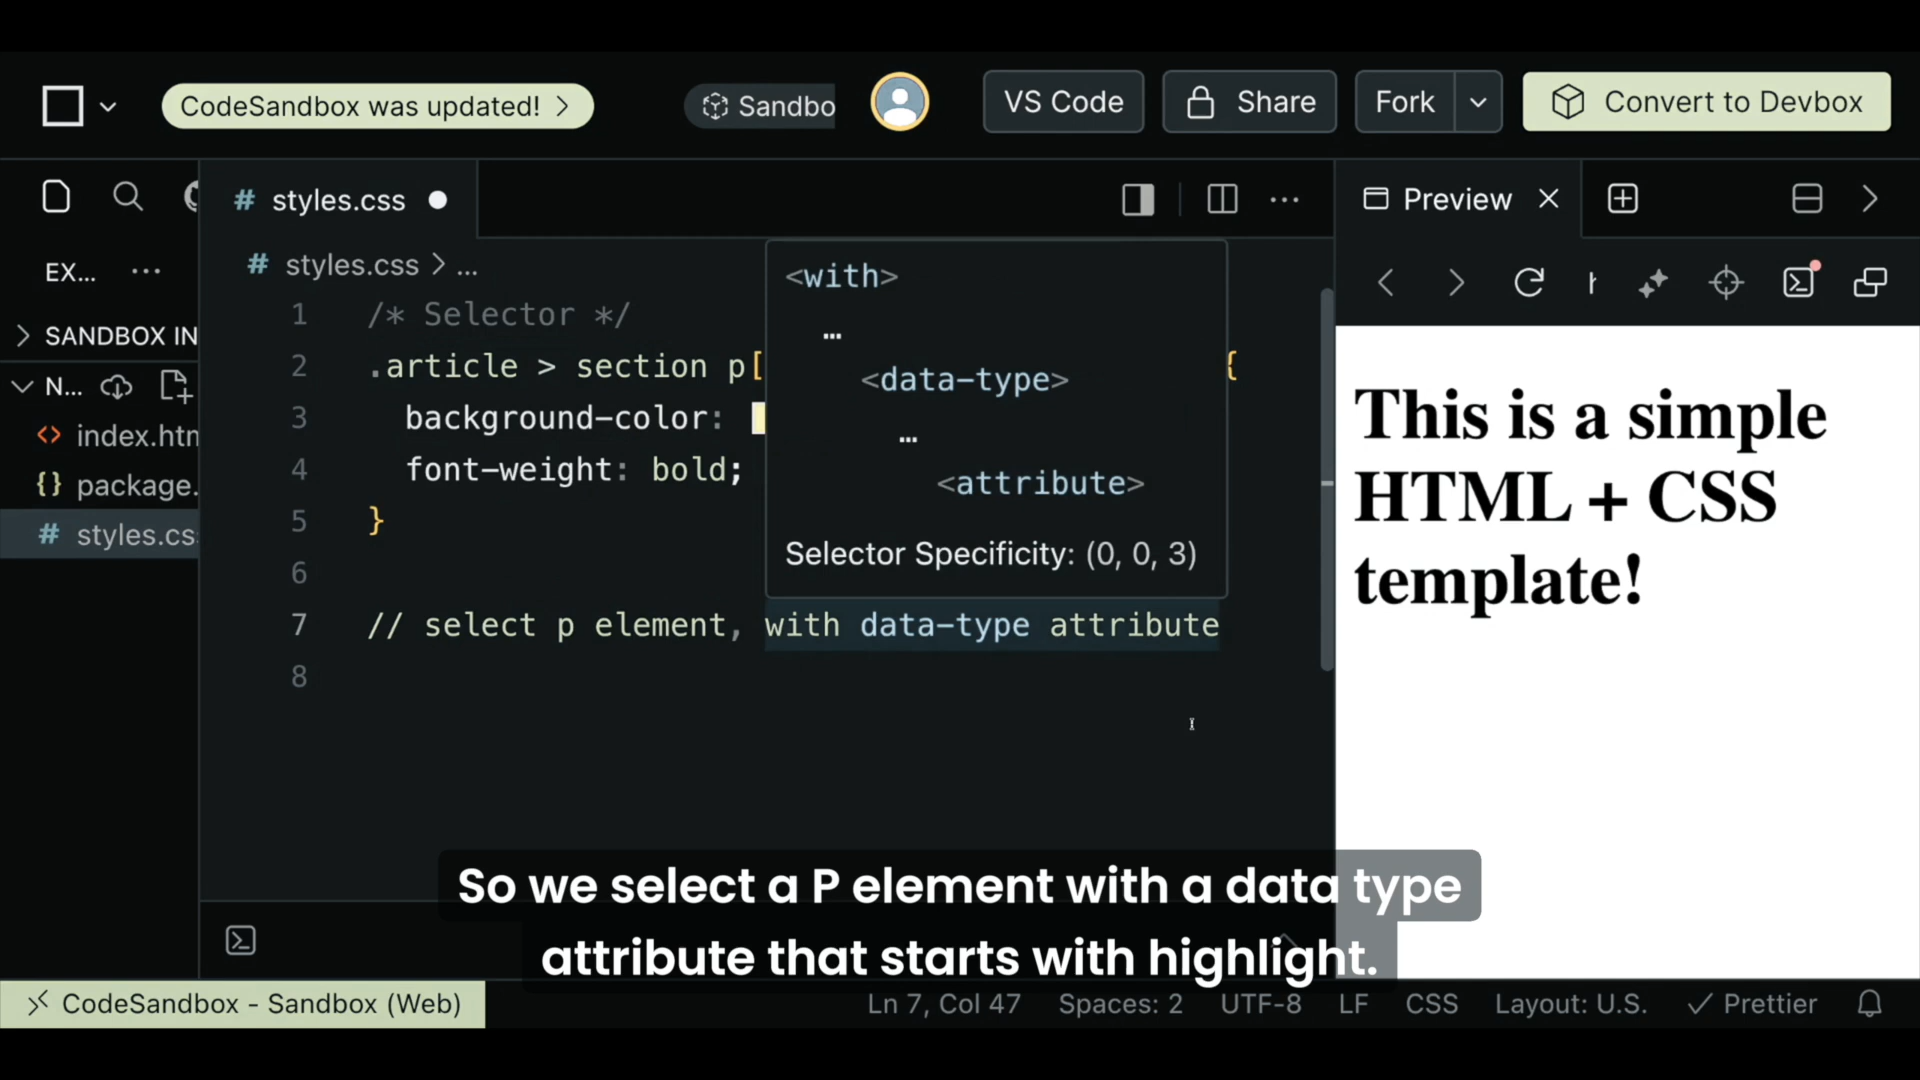 CodeSandbox was updated! >
Sandbo
VS Code
Share
Fork
Convert to Devbox
# styles.css
Preview
EX...
# styles.css > ...
SANDBOX IN
N...
index.htm
{} package.
# styles.cs
1 /* Selector */
2 .article > section p[ {
3 background-color:
4 font-weight: bold;
5 }
6
7 // select p element, with data-type attribute
8
<with>
…
<data-type>
…
<attribute>
Selector Specificity: (0, 0, 3)
This is a simple
HTML + CSS
template!
So we select a P element with a data type
attribute that starts with highlight.
CodeSandbox - Sandbox (Web)
Ln 7, Col 47
Spaces: 2
UTF-8
LF
CSS
Layout: U.S.
Prettier